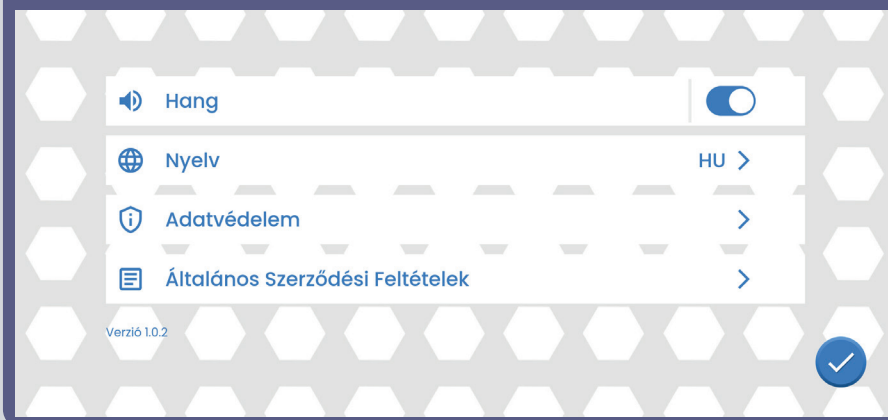 Hang
Nyelv HU
Adatvédelem
Általános Szerződési Feltételek
Verzió 1.0.2